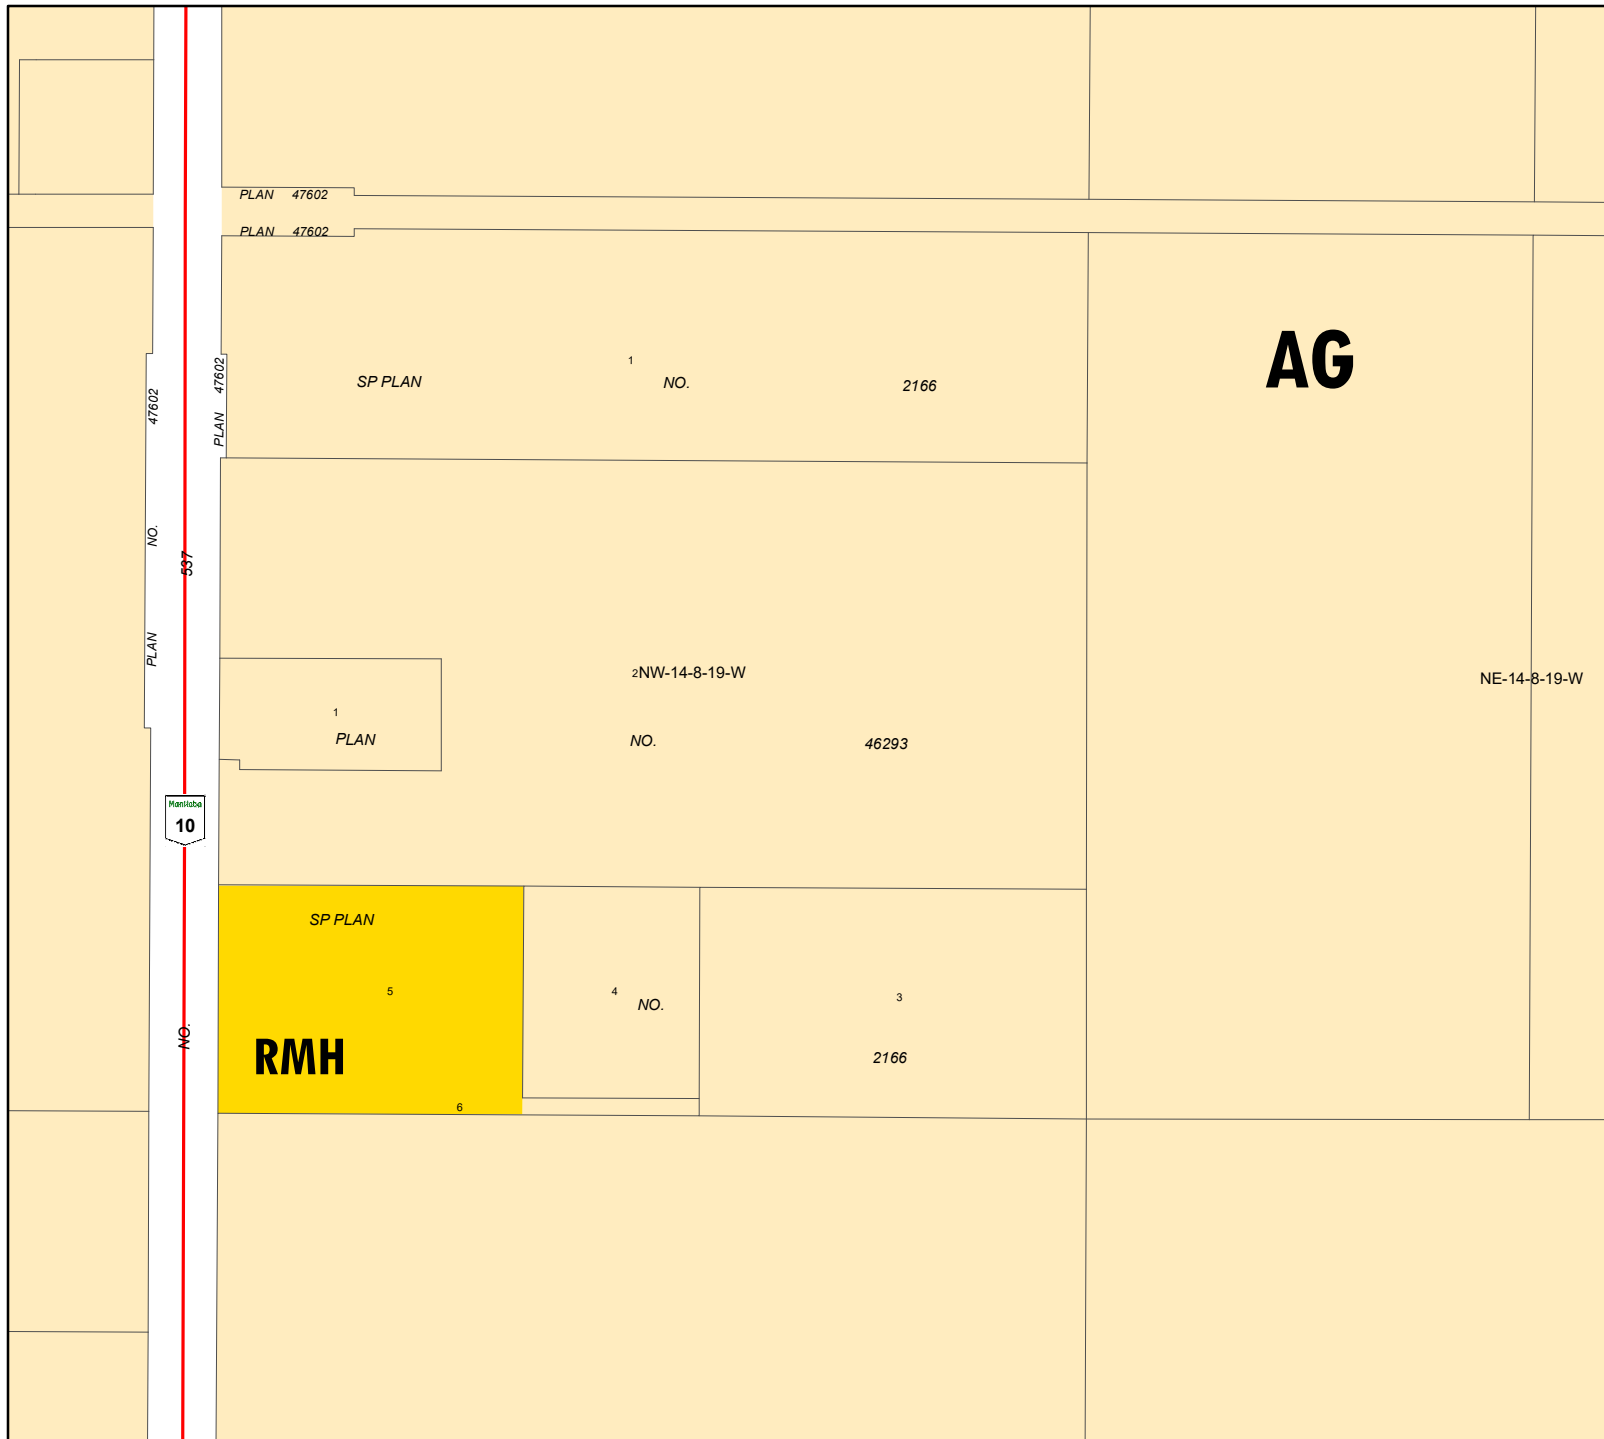 PLAN 47602
PLAN 47602
AG
1
SP PLAN NO. 2166
PLAN NO. 47602
PLAN 47602
537
2 NW-14-8-19-W
NE-14-8-19-W
1
PLAN NO. 46293
Manitoba
10
SP PLAN
5
4
NO.
3
NO.
RMH
2166
6